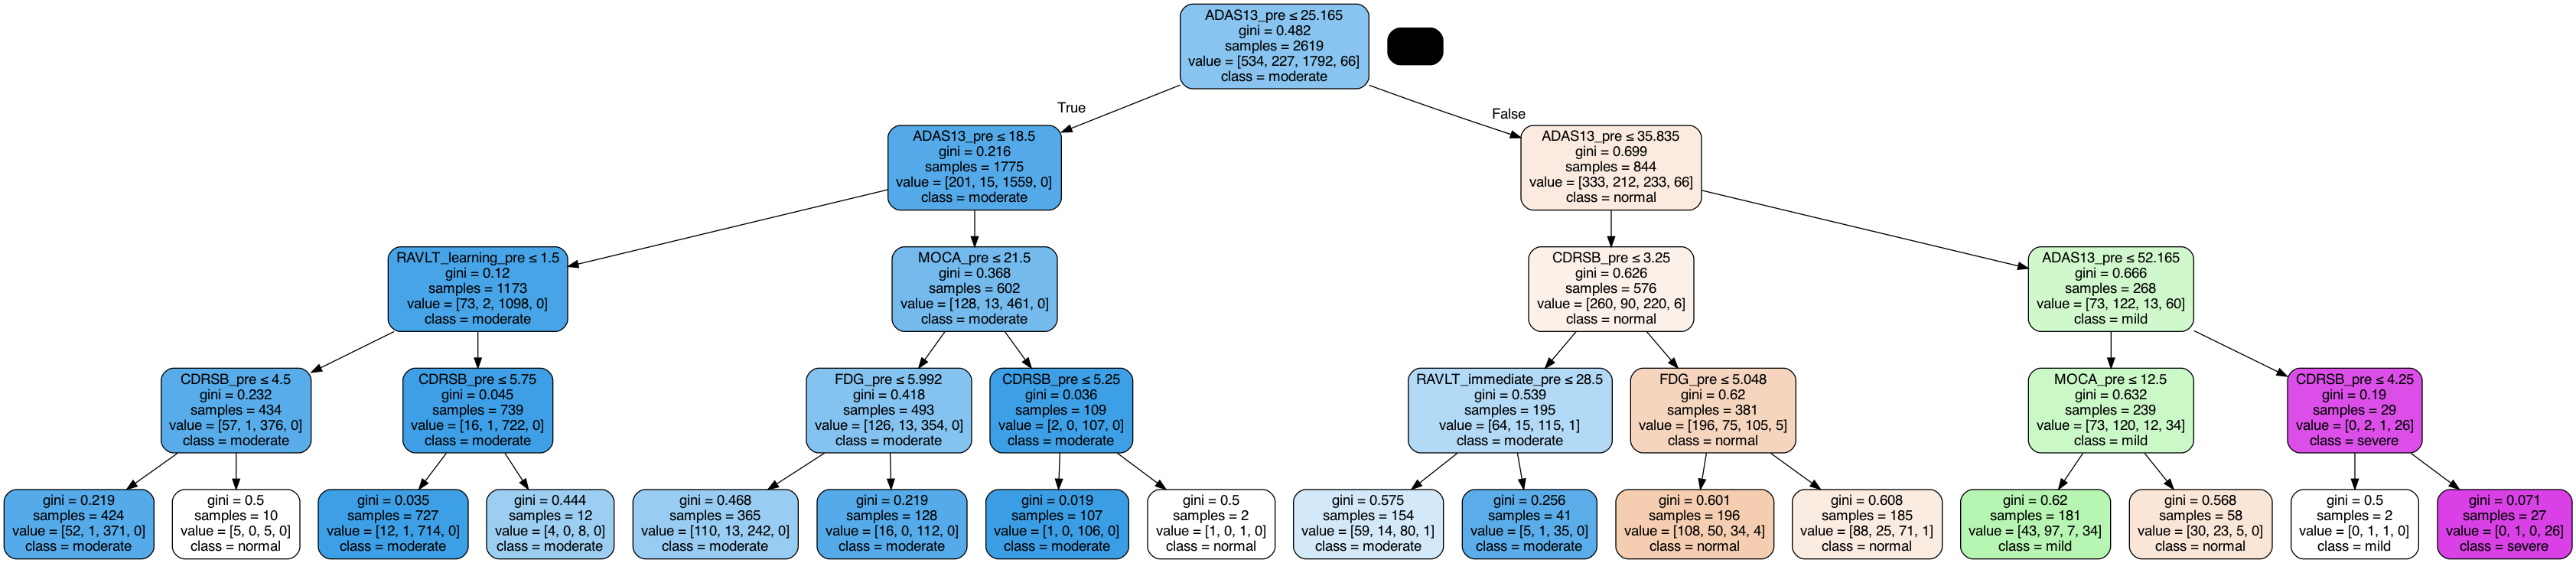 ADAS13_pre ≤ 25.165
gini = 0.482
samples = 2619
value = [534, 227, 1792, 66]
class = moderate
True
False
ADAS13_pre ≤ 18.5
gini = 0.216
samples = 1775
value = [201, 15, 1559, 0]
class = moderate
ADAS13_pre ≤ 35.835
gini = 0.699
samples = 844
value = [333, 212, 233, 66]
class = normal
RAVLT_learning_pre ≤ 1.5
gini = 0.12
samples = 1173
value = [73, 2, 1098, 0]
class = moderate
MOCA_pre ≤ 21.5
gini = 0.368
samples = 602
value = [128, 13, 461, 0]
class = moderate
CDRSB_pre ≤ 3.25
gini = 0.626
samples = 576
value = [260, 90, 220, 6]
class = normal
ADAS13_pre ≤ 52.165
gini = 0.666
samples = 268
value = [73, 122, 13, 60]
class = mild
CDRSB_pre ≤ 4.5
gini = 0.232
samples = 434
value = [57, 1, 376, 0]
class = moderate
CDRSB_pre ≤ 5.75
gini = 0.045
samples = 739
value = [16, 1, 722, 0]
class = moderate
FDG_pre ≤ 5.992
gini = 0.418
samples = 493
value = [126, 13, 354, 0]
class = moderate
CDRSB_pre ≤ 5.25
gini = 0.036
samples = 109
value = [2, 0, 107, 0]
class = moderate
RAVLT_immediate_pre ≤ 28.5
gini = 0.539
samples = 195
value = [64, 15, 115, 1]
class = moderate
FDG_pre ≤ 5.048
gini = 0.62
samples = 381
value = [196, 75, 105, 5]
class = normal
MOCA_pre ≤ 12.5
gini = 0.632
samples = 239
value = [73, 120, 12, 34]
class = mild
CDRSB_pre ≤ 4.25
gini = 0.19
samples = 29
value = [0, 2, 1, 26]
class = severe
gini = 0.219
samples = 424
value = [52, 1, 371, 0]
class = moderate
gini = 0.5
samples = 10
value = [5, 0, 5, 0]
class = normal
gini = 0.035
samples = 727
value = [12, 1, 714, 0]
class = moderate
gini = 0.444
samples = 12
value = [4, 0, 8, 0]
class = moderate
gini = 0.468
samples = 365
value = [110, 13, 242, 0]
class = moderate
gini = 0.219
samples = 128
value = [16, 0, 112, 0]
class = moderate
gini = 0.019
samples = 107
value = [1, 0, 106, 0]
class = moderate
gini = 0.5
samples = 2
value = [1, 0, 1, 0]
class = normal
gini = 0.575
samples = 154
value = [59, 14, 80, 1]
class = moderate
gini = 0.256
samples = 41
value = [5, 1, 35, 0]
class = moderate
gini = 0.601
samples = 196
value = [108, 50, 34, 4]
class = normal
gini = 0.608
samples = 185
value = [88, 25, 71, 1]
class = normal
gini = 0.62
samples = 181
value = [43, 97, 7, 34]
class = mild
gini = 0.568
samples = 58
value = [30, 23, 5, 0]
class = normal
gini = 0.5
samples = 2
value = [0, 1, 1, 0]
class = mild
gini = 0.071
samples = 27
value = [0, 1, 0, 26]
class = severe